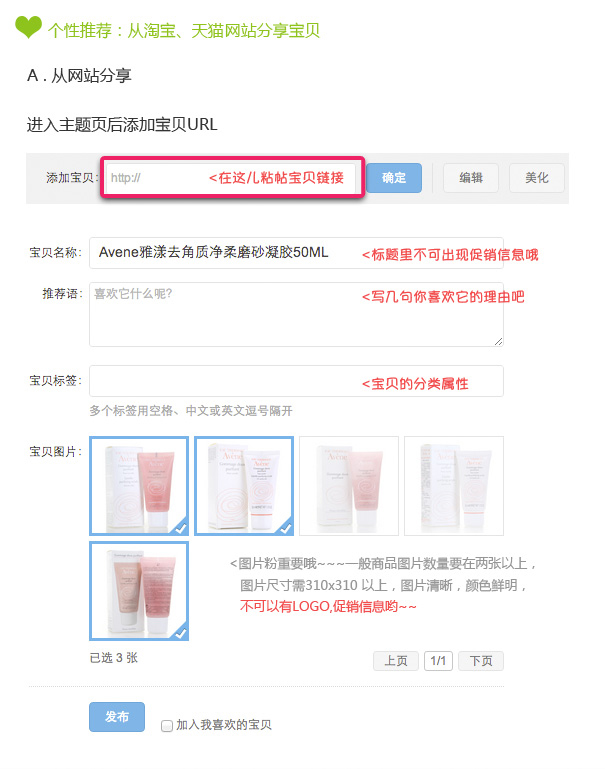 个性推荐：从淘宝、天猫网站分享宝贝
A . 从网站分享
进入主题页后添加宝贝URL
添加宝贝： http:// <在这儿粘帖宝贝链接 确定 编辑 美化
宝贝名称： Avene雅漾去角质净柔磨砂凝胶50ML <标题里不可出现促销信息哦
推荐语： 喜欢它什么呢? <写几句你喜欢它的理由吧
宝贝标签： <宝贝的分类属性
多个标签用空格、中文或英文逗号隔开
宝贝图片：
<图片粉重要哦~~~一般商品图片数量要在两张以上，
图片尺寸需310x310 以上，图片清晰，颜色鲜明，
不可以有LOGO,促销信息哟~~
已选 3 张 上页 1/1 下页
发布 加入我喜欢的宝贝